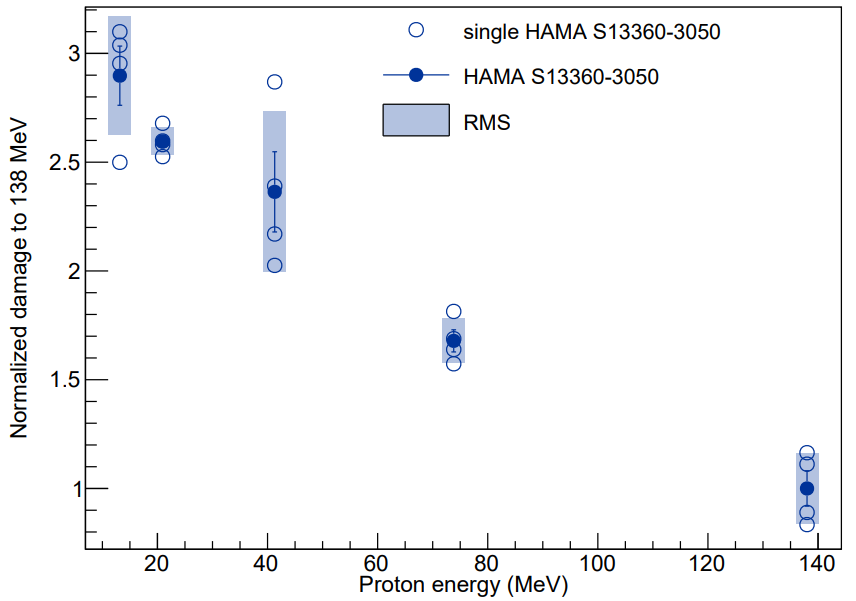 single HAMA S13360-3050
HAMA S13360-3050
RMS
Normalized damage to 138 MeV
3
2.5
2
1.5
1
20 40 60 80 100 120 140
Proton energy (MeV)